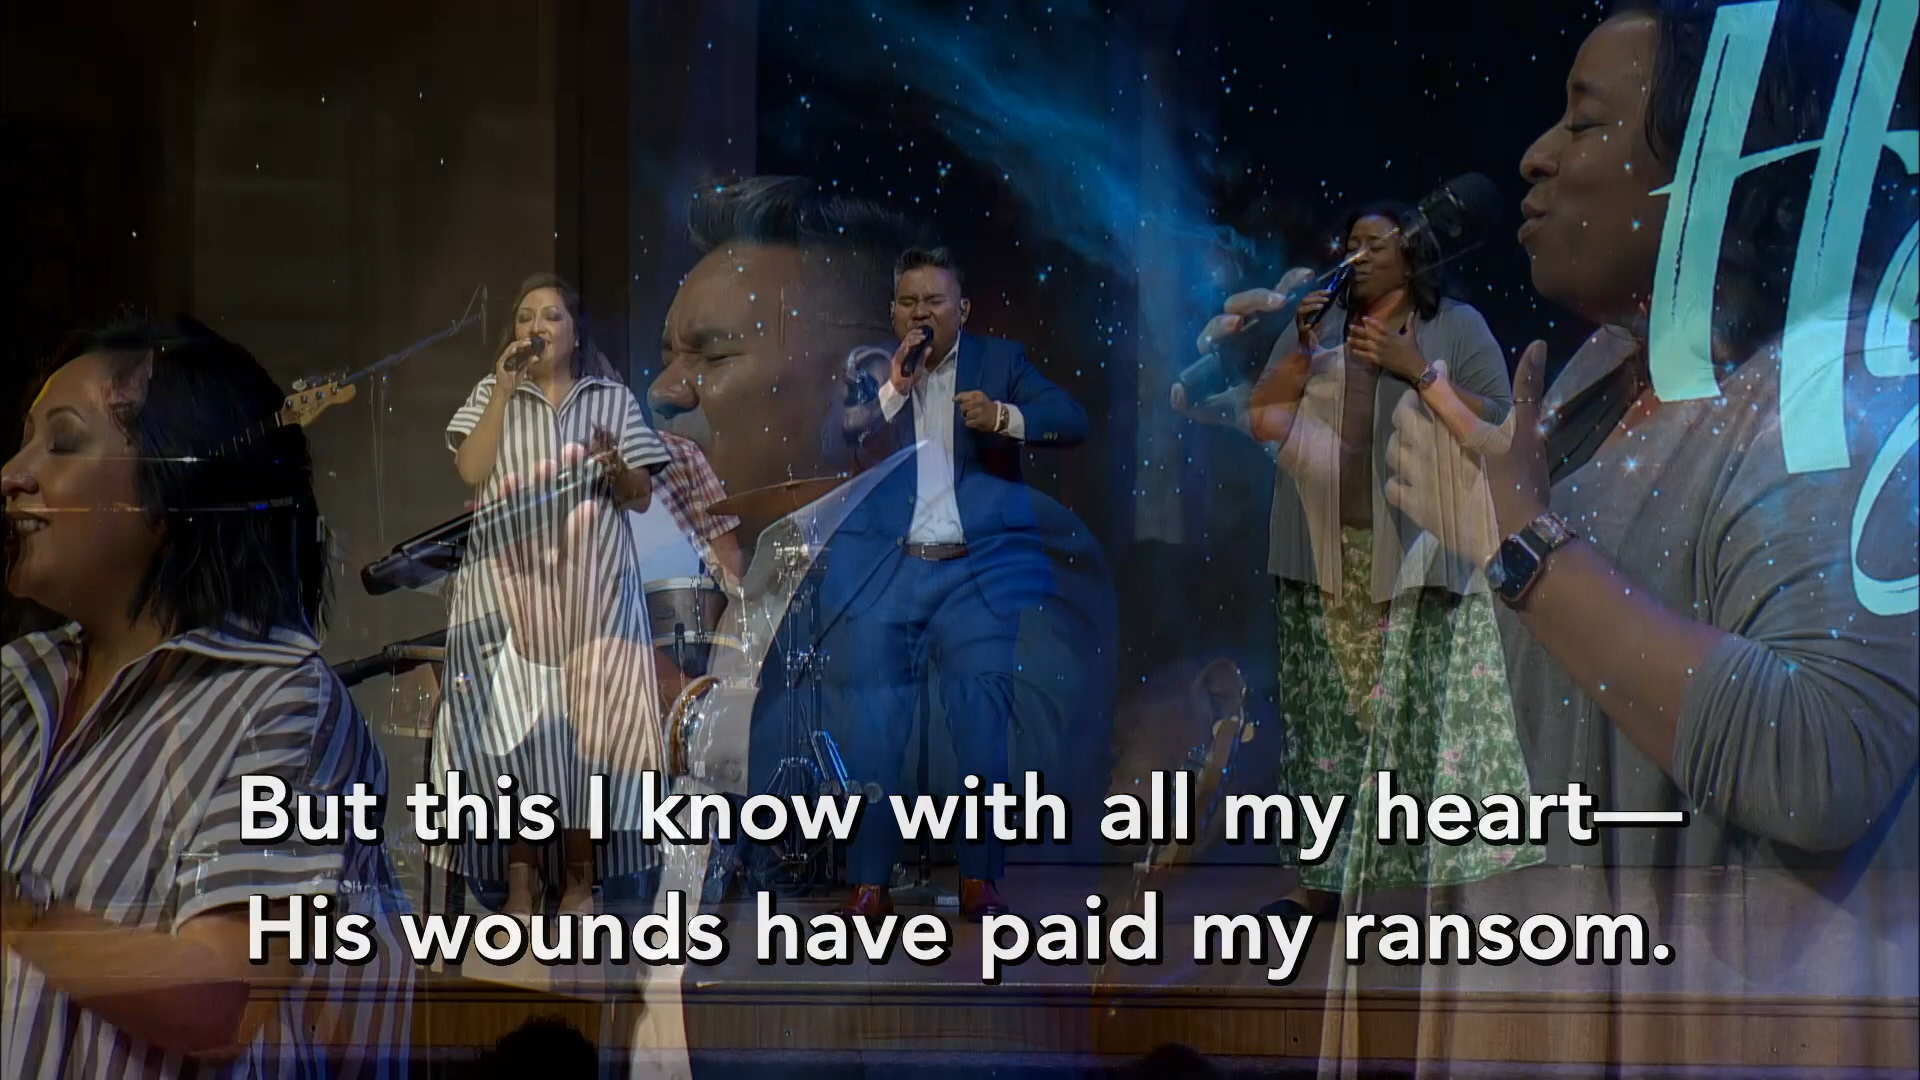 But this I know with all my heart—
His wounds have paid my ransom.